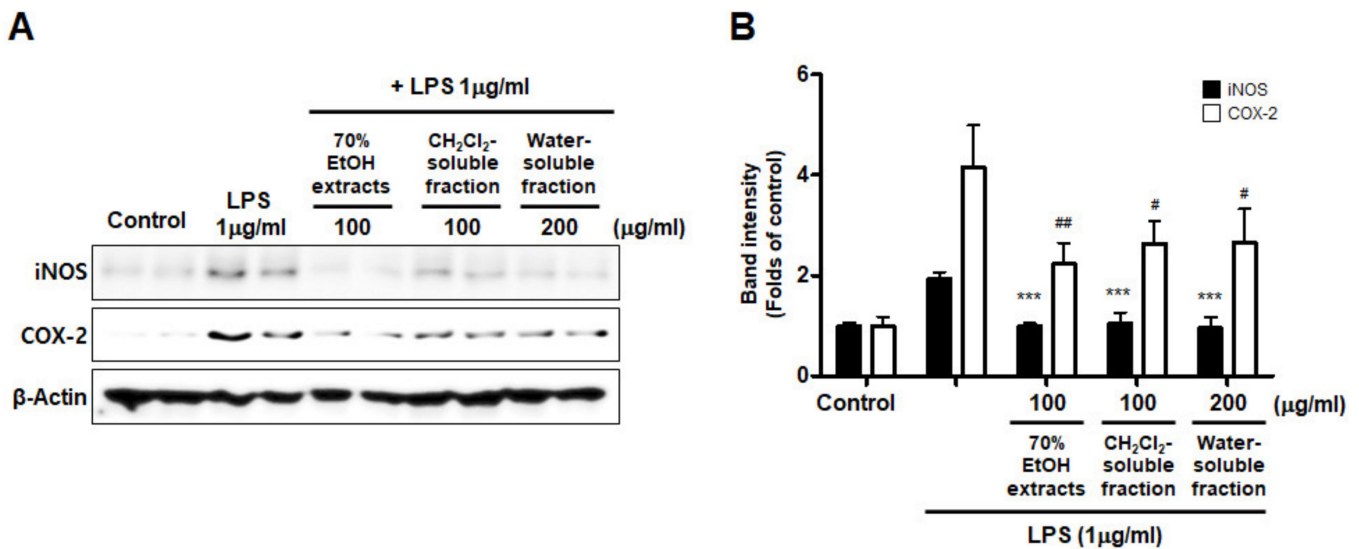 A
+ LPS 1μg/ml
70% EtOH extracts
CH₂Cl₂-soluble fraction
Water-soluble fraction
Control
LPS 1μg/ml
100
100
200
(μg/ml)
iNOS
COX-2
β-Actin
B
iNOS
COX-2
Band intensity
(Folds of control)
6
4
2
0
##
#
#
***
***
***
Control
100
100
200
(μg/ml)
70%
EtOH
extracts
CH₂Cl₂-
soluble
fraction
Water-
soluble
fraction
LPS (1μg/ml)